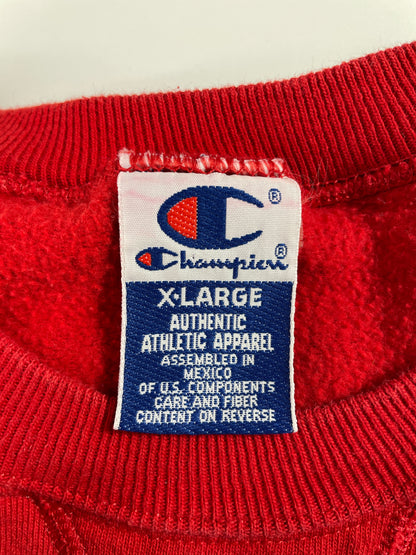 ®
Champion®
X-LARGE
AUTHENTIC
ATHLETIC APPAREL
ASSEMBLED IN
MEXICO
OF U.S. COMPONENTS
CARE AND FIBER
CONTENT ON REVERSE